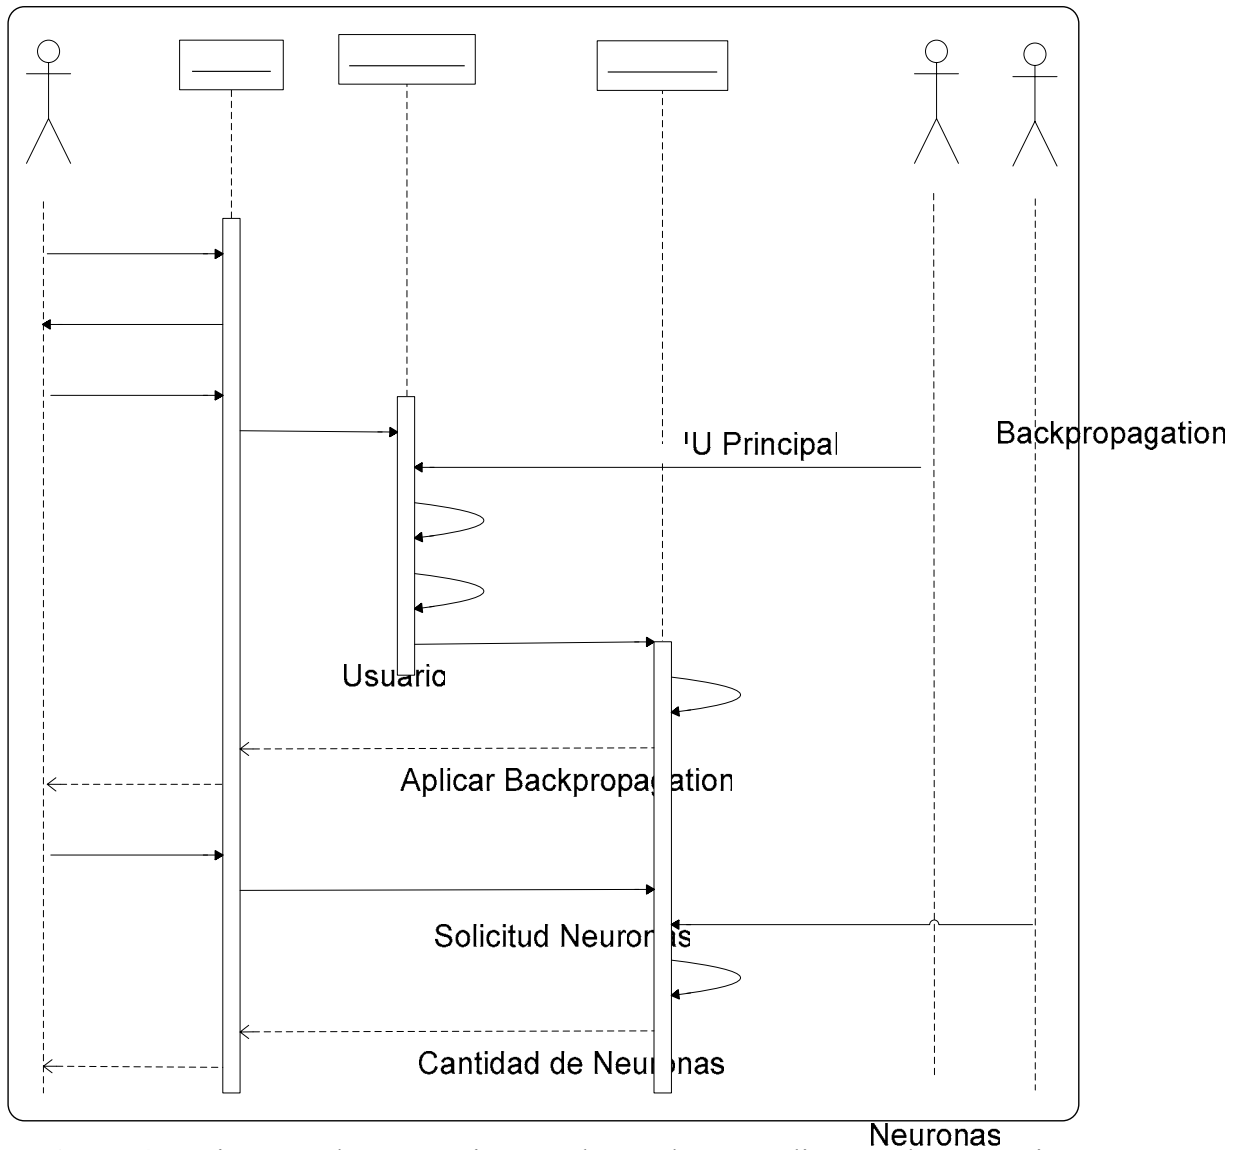 Backpropagation
'U Principal
Usuario
Aplicar Backpropagation
Solicitud Neuronas
Cantidad de Neuronas
Neuronas